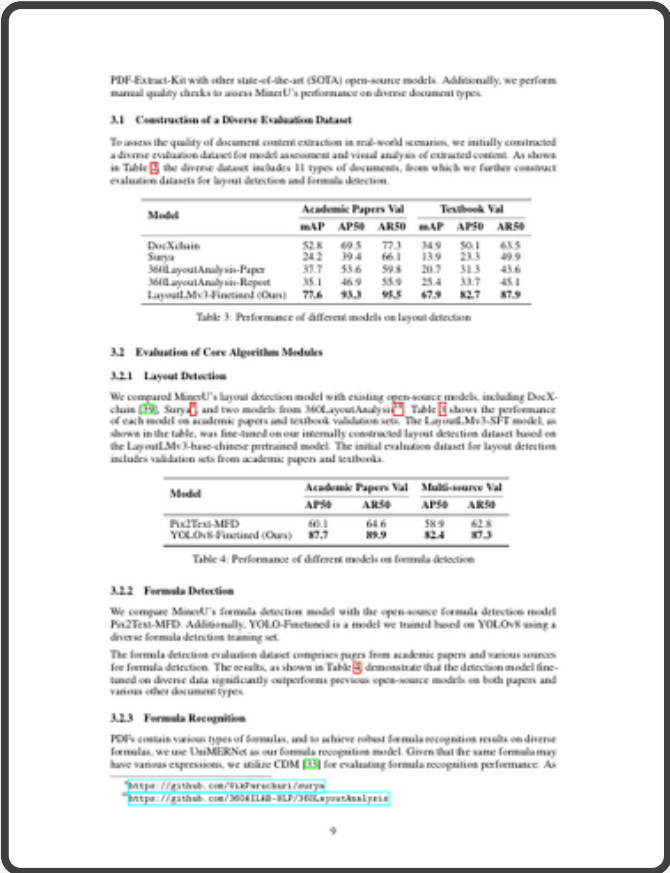 PDF-Extract-Kit with other state-of-the-art (SOTA) open-source models. Additionally, we perform
manual quality checks to assess MinerU's performance on diverse document types.
3.1 Construction of a Diverse Evaluation Dataset
To assess the quality of document content extraction in real-world scenarios, we initially constructed
a diverse evaluation dataset for model assessment and visual analysis of extracted content. As shown
in Table 2, the diverse dataset includes 11 types of documents, from which we further construct
evaluation datasets for layout detection and formula detection.
Model Academic Papers Val Textbook Val
mAP AP50 AR50 mAP AP50 AR50
DocXchain 52.8 69.5 77.3 34.9 50.1 63.5
Surya 24.2 39.4 66.1 13.9 23.3 49.9
360LayoutAnalysis-Paper 37.7 53.6 59.8 20.7 31.3 43.6
360LayoutAnalysis-Report 35.1 46.9 55.9 25.4 33.7 45.1
LayoutLMv3-Finetined (Ours) 77.6 93.3 95.5 67.9 82.7 87.9
Table 3: Performance of different models on layout detection
3.2 Evaluation of Core Algorithm Modules
3.2.1 Layout Detection
We compared MinerU's layout detection model with existing open-source models, including DocX-
chain [39], Surya, and two models from 360LayoutAnalysis. Table 3 shows the performance
of each model on academic papers and textbook validation sets. The LayoutLMv3-SFT model, as
shown in the table, was fine-tuned on our internally constructed layout detection dataset based on
the LayoutLMv3-base-chinese pretrained model. The initial evaluation dataset for layout detection
includes validation sets from academic papers and textbooks.
Model Academic Papers Val Multi-source Val
AP50 AR50 AP50 AR50
Pix2Text-MFD 60.1 64.6 58.9 62.8
YOLOv8-Finetined (Ours) 87.7 89.9 82.4 87.3
Table 4: Performance of different models on formula detection
3.2.2 Formula Detection
We compare MinerU's formula detection model with the open-source formula detection model
Pix2Text-MFD. Additionally, YOLO-Finetuned is a model we trained based on YOLOv8 using a
diverse formula detection training set.
The formula detection evaluation dataset comprises pages from academic papers and various sources
for formula detection. The results, as shown in Table 4, demonstrate that the detection model fine-
tuned on diverse data significantly outperforms previous open-source models on both papers and
various other document types.
3.2.3 Formula Recognition
PDFs contain various types of formulas, and to achieve robust formula recognition results on diverse
formulas, we use UniMERNet as our formula recognition model. Given that the same formula may
have various expressions, we utilize CDM [33] for evaluating formula recognition performance. As
https://github.com/VikParuchuri/surya
https://github.com/360AILAB-NLP/360LayoutAnalysis
9